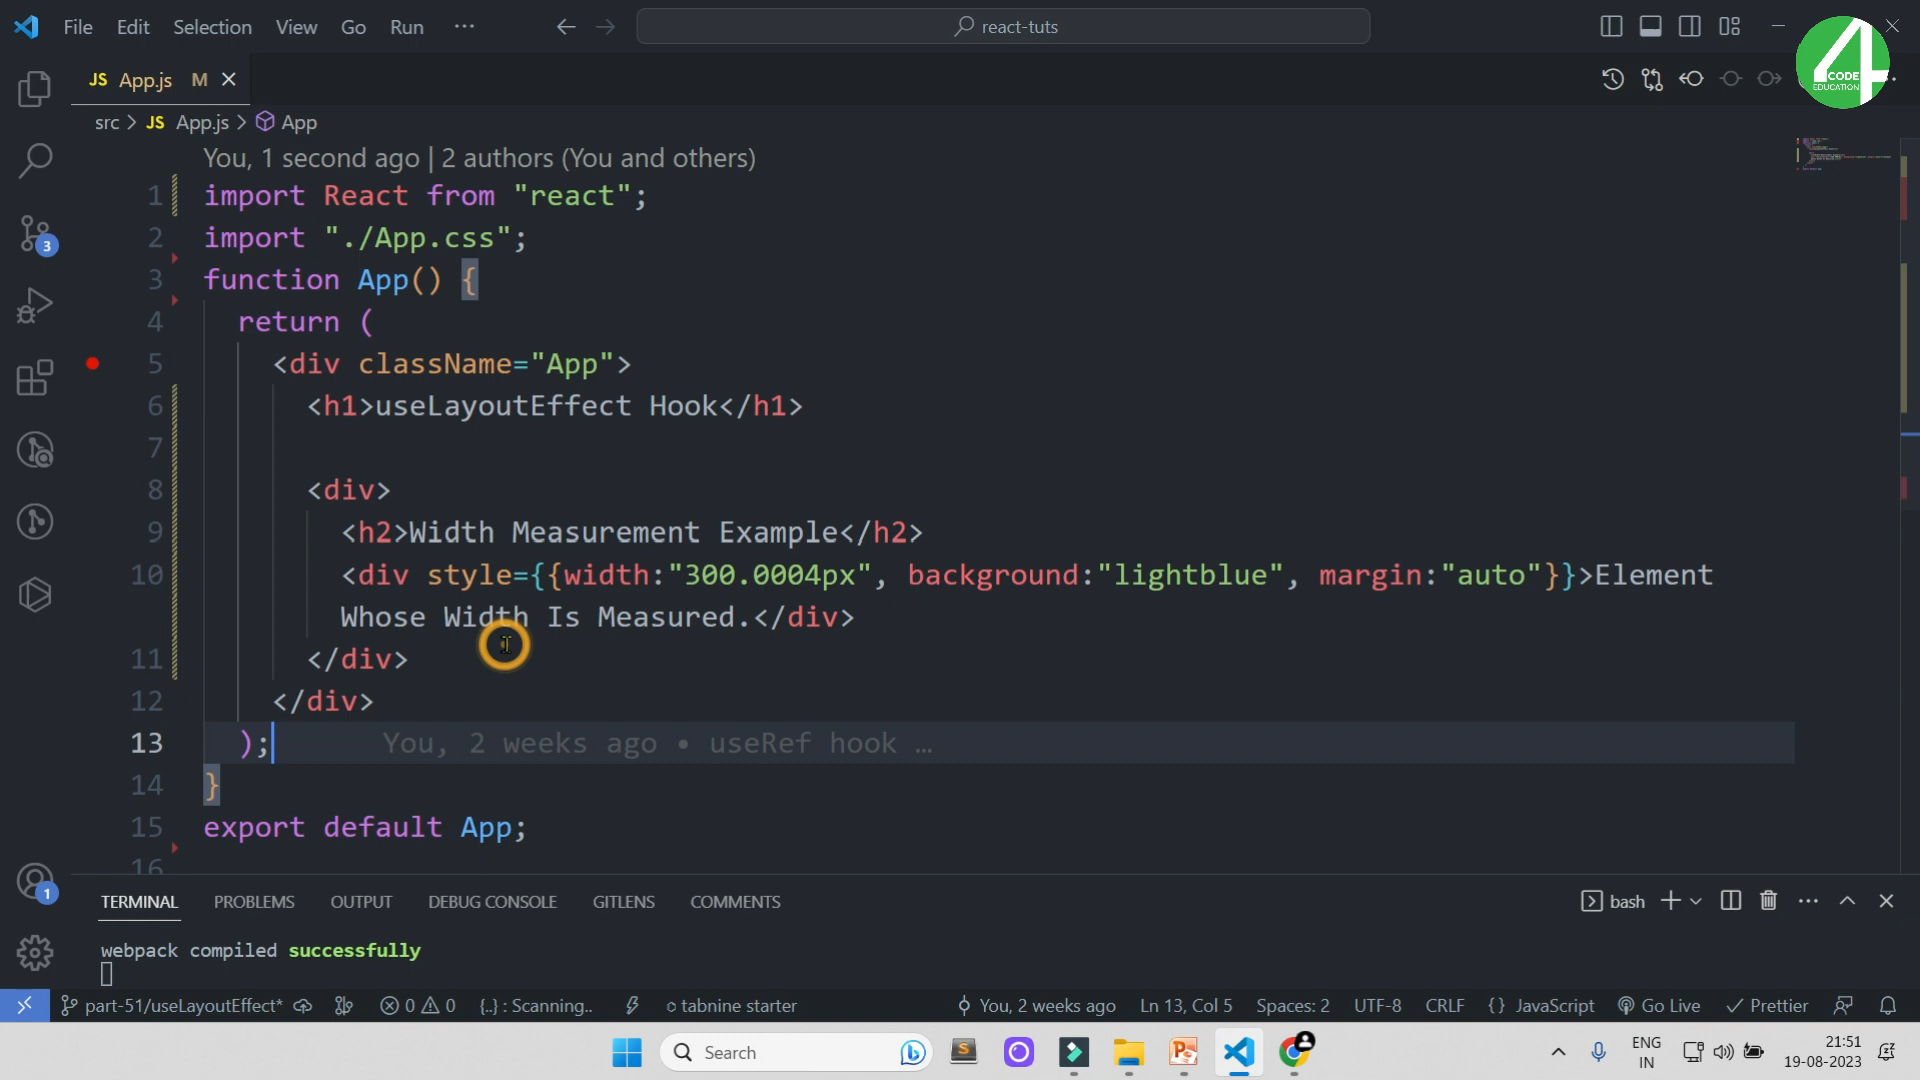 File Edit Selection View Go Run ··· react-tuts
JS App.js M
4 CODE EDUCATION
src > JS App.js > App
You, 1 second ago | 2 authors (You and others)
1 import React from "react";
2 import "./App.css";
3 function App() {
4 return (
5 <div className="App">
6 <h1>useLayoutEffect Hook</h1>
7
8 <div>
9 <h2>Width Measurement Example</h2>
10 <div style={{width:"300.0004px", background:"lightblue", margin:"auto"}}>Element
Whose Width Is Measured.</div>
11 </div>
12 </div>
13 ); You, 2 weeks ago • useRef hook …
14 }
15 export default App;
16
TERMINAL PROBLEMS OUTPUT DEBUG CONSOLE GITLENS COMMENTS bash
webpack compiled successfully
part-51/useLayoutEffect* 0 0 {..} : Scanning.. tabnine starter You, 2 weeks ago Ln 13, Col 5 Spaces: 2 UTF-8 CRLF {} JavaScript Go Live Prettier
Search ENG IN 21:51 19-08-2023
3
1